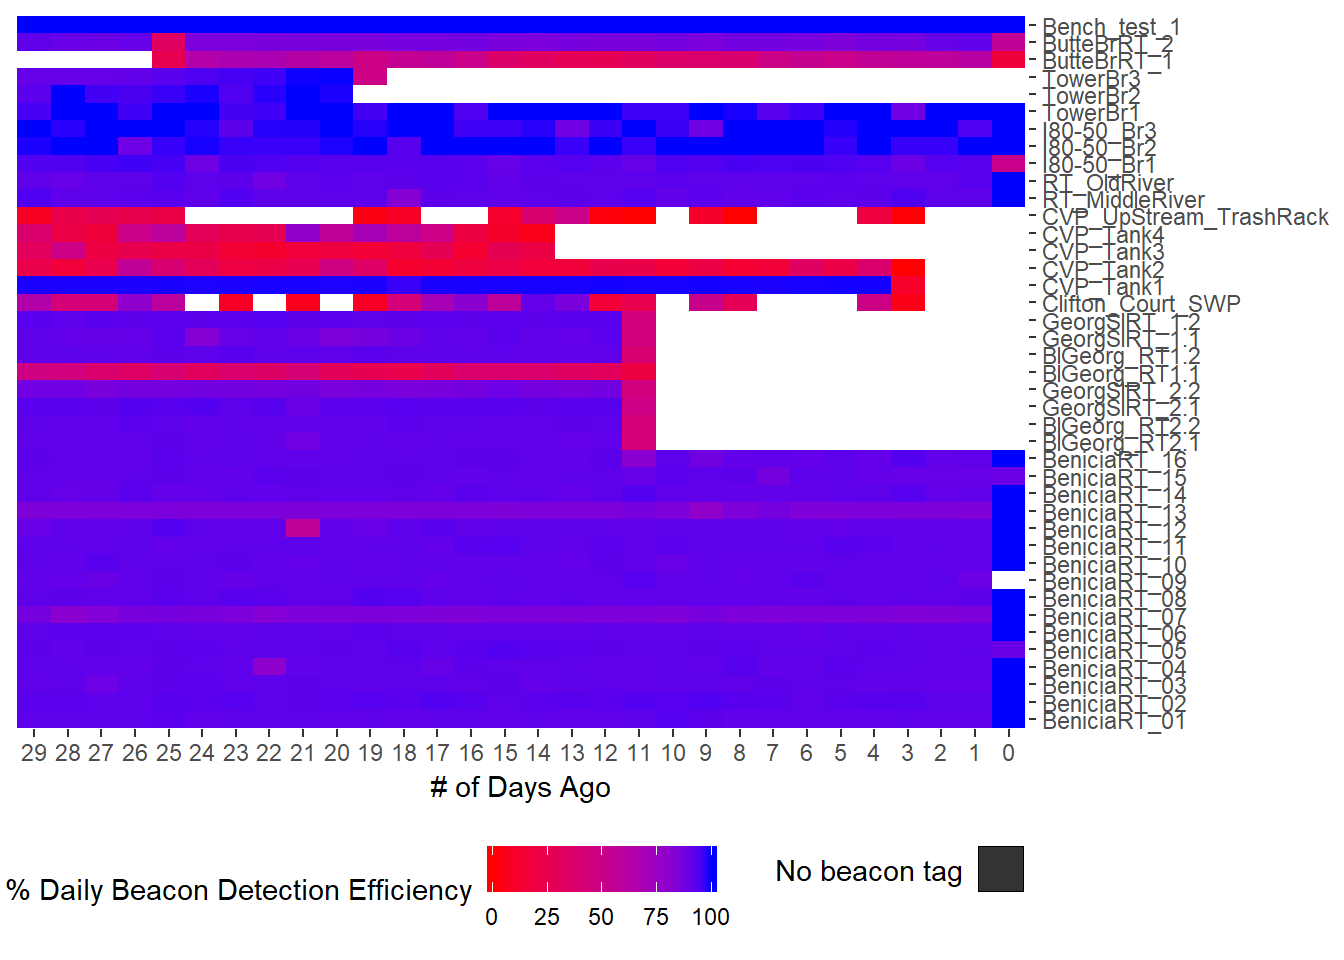 Bench_test_1
ButteBrRT_2
ButteBrRT_1
TowerBr3
TowerBr2
TowerBr1
I80-50_Br3
I80-50_Br2
I80-50_Br1
RT_OldRiver
RT_MiddleRiver
CVP_UpStream_TrashRack
CVP_Tank4
CVP_Tank3
CVP_Tank2
CVP_Tank1
Clifton_Court_SWP
GeorgSlRT_1.2
GeorgSlRT_1.1
BlGeorg_RT1.2
BlGeorg_RT1.1
GeorgSlRT_2.2
GeorgSlRT_2.1
BlGeorg_RT2.2
BlGeorg_RT2.1
BeniciaRT_16
BeniciaRT_15
BeniciaRT_14
BeniciaRT_13
BeniciaRT_12
BeniciaRT_11
BeniciaRT_10
BeniciaRT_09
BeniciaRT_08
BeniciaRT_07
BeniciaRT_06
BeniciaRT_05
BeniciaRT_04
BeniciaRT_03
BeniciaRT_02
BeniciaRT_01
29 28 27 26 25 24 23 22 21 20 19 18 17 16 15 14 13 12 11 10 9 8 7 6 5 4 3 2 1 0
# of Days Ago
% Daily Beacon Detection Efficiency
0 25 50 75 100
No beacon tag